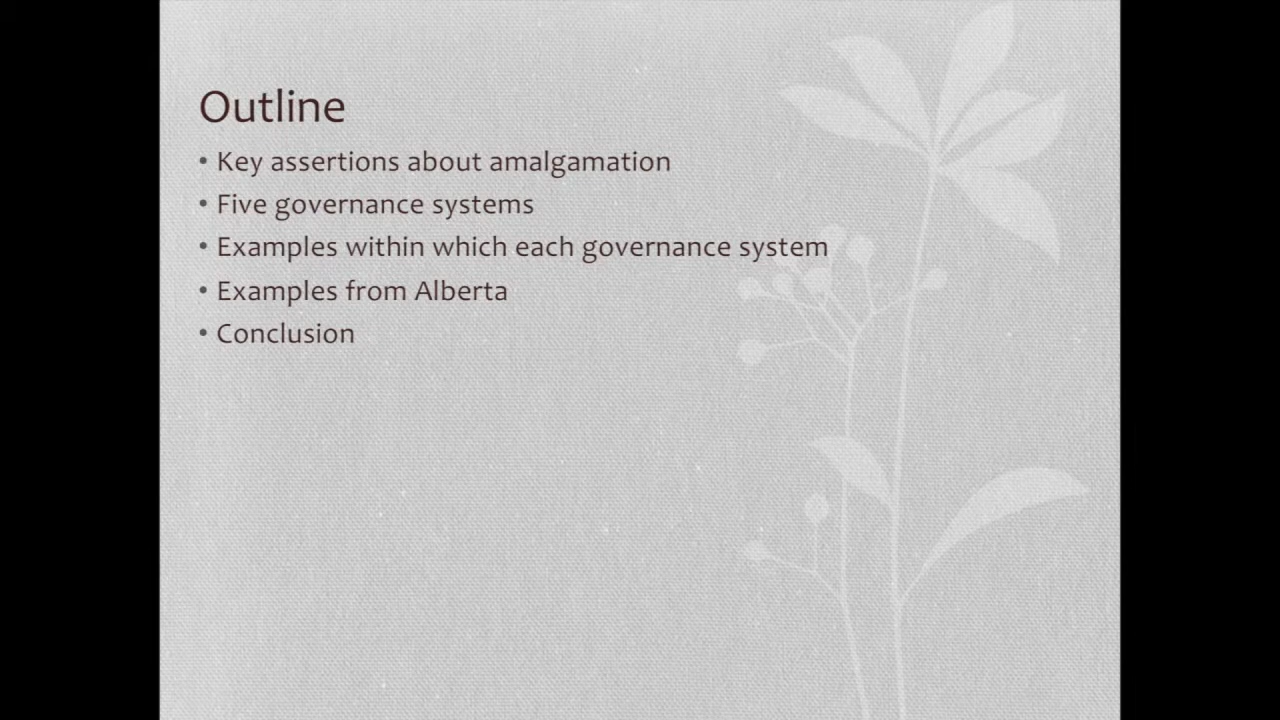 Outline
• Key assertions about amalgamation
• Five governance systems
• Examples within which each governance system
• Examples from Alberta
• Conclusion